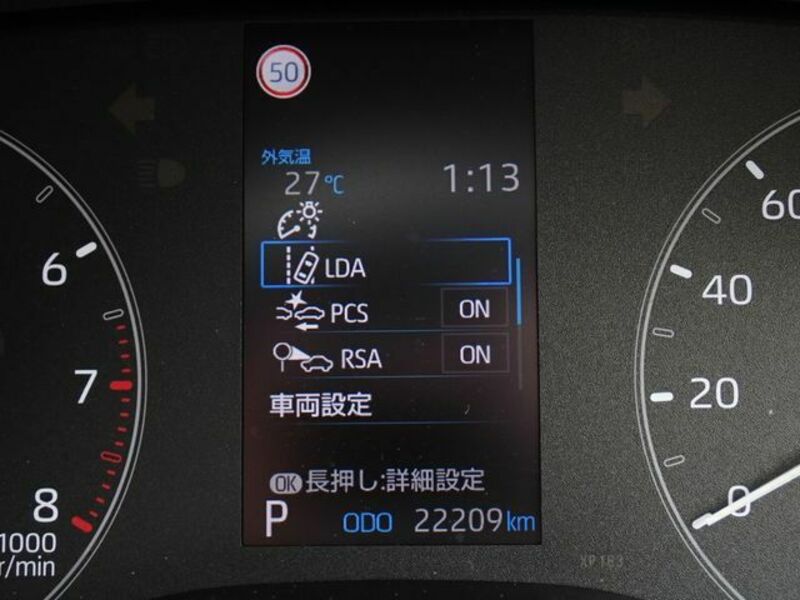 50
外気温
27℃
1:13
LDA
PCS ON
RSA ON
車両設定
OK 長押し:詳細設定
P ODO 22209km
6
7
8
1000
r/min
60
40
20
0